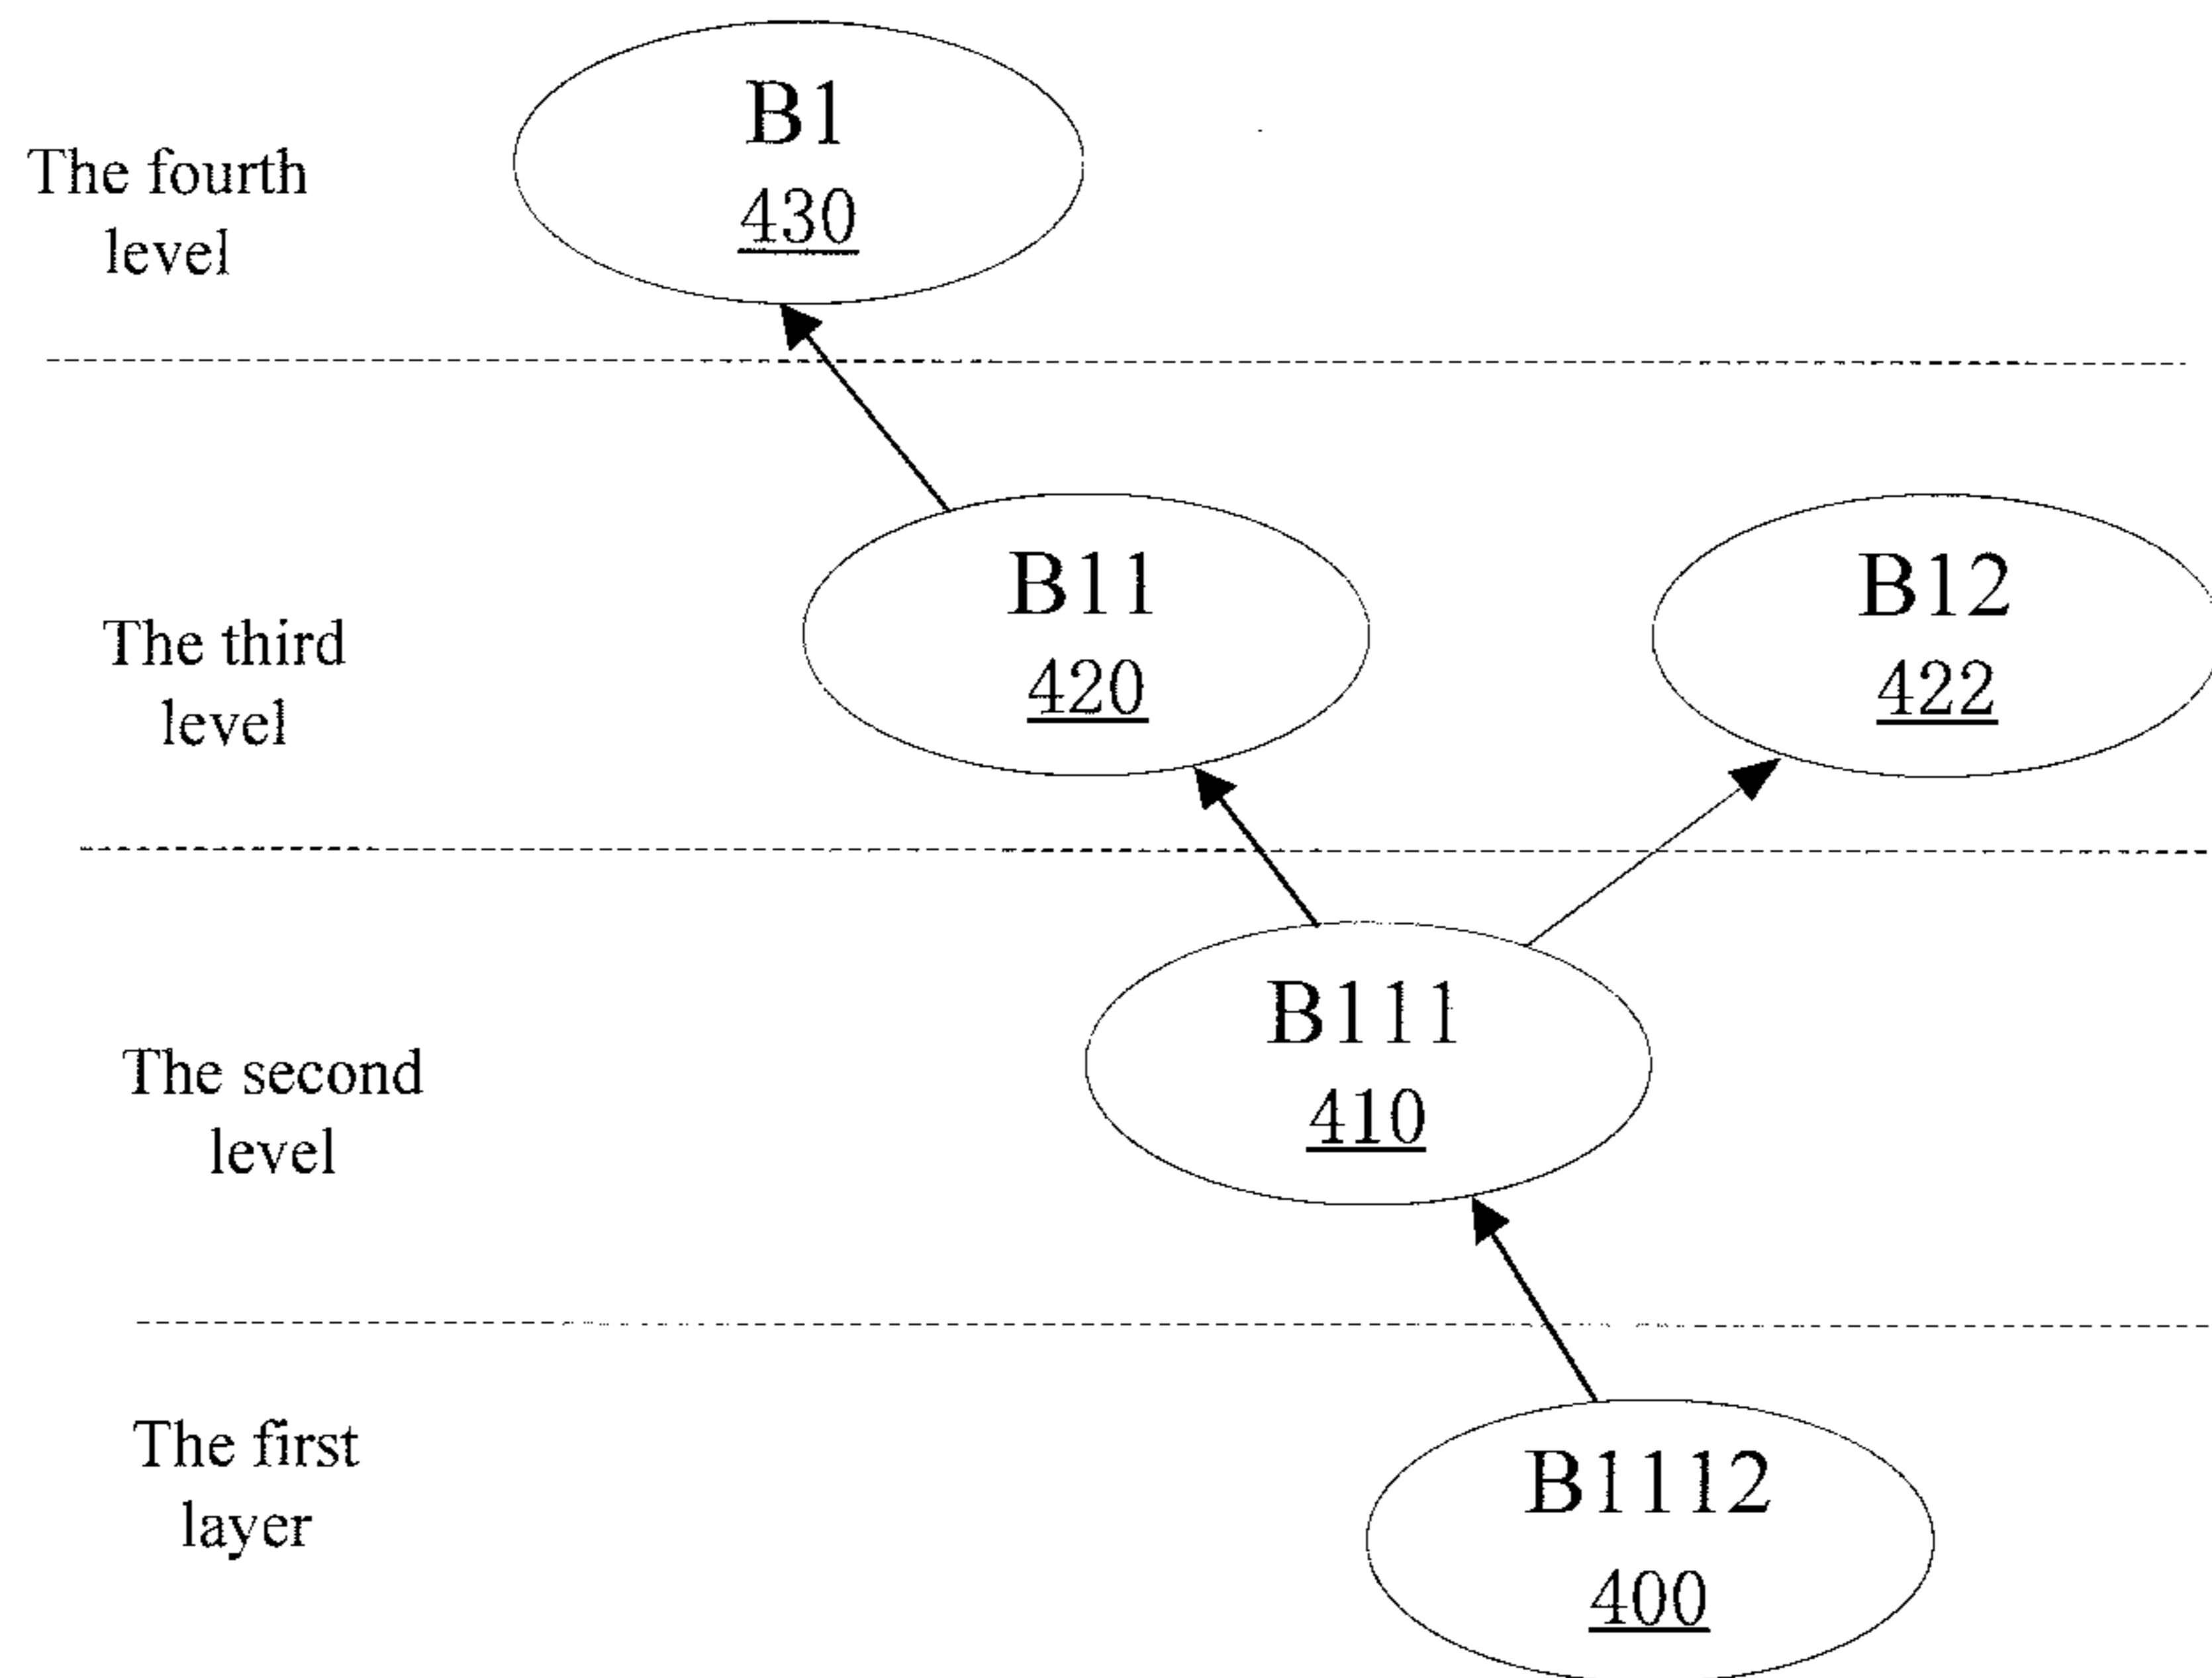 B1
430
The fourth
level
B11
420
B12
422
The third
level
B111
410
The second
level
The first
layer
B1112
400